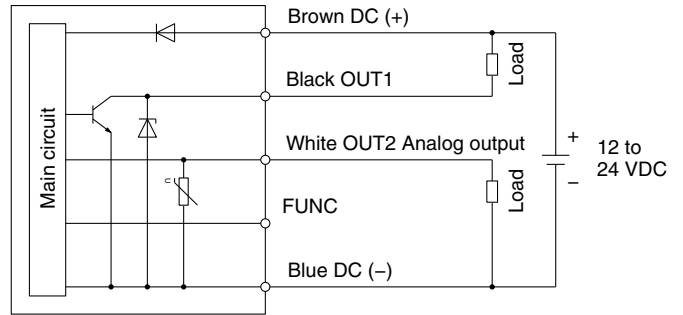 Brown DC (+)
Load
Black OUT1
Main circuit
White OUT2 Analog output
+
12 to
24 VDC
−
Load
U
FUNC
Blue DC (−)